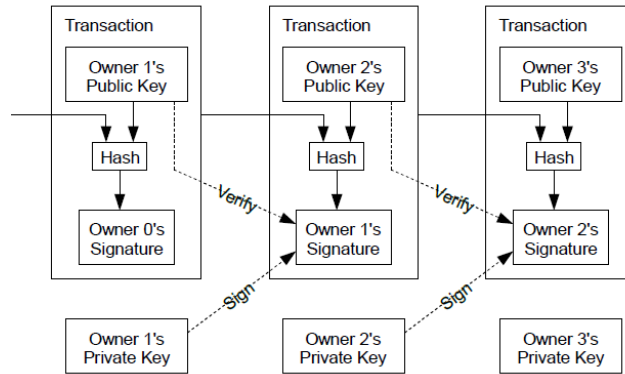 Transaction
Owner 1's
Public Key
Hash
Owner 0's
Signature
Transaction
Owner 2's
Public Key
Hash
Verify
Owner 1's
Signature
Transaction
Owner 3's
Public Key
Hash
Verify
Owner 2's
Signature
Owner 1's
Private Key
Sign
Owner 2's
Private Key
Sign
Owner 3's
Private Key